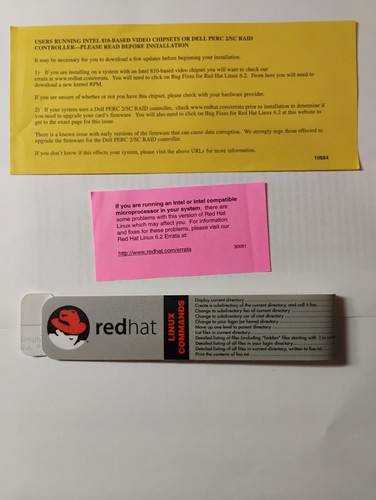 USERS RUNNING INTEL 810-BASED VIDEO CHIPSETS OR DELL PERC 2/SC RAID
CONTROLLER—PLEASE READ BEFORE INSTALLATION
It may be necessary for you to download a few updates before beginning your installation.
1) If you are installing on a system with an Intel 810-based video chipset you will want to check our
errata at www.redhat.com/errata. You will need to click on Bug Fixes for Red Hat Linux 6.2. From here you will need to
download a new kernel RPM.
If you are unsure of whether or not you have this chipset, please check with your hardware provider.
2) If your system uses a Dell PERC 2/SC RAID controller, check www.redhat.com/errata prior to installation to determine if
you need to upgrade your card's firmware. You will also need to click on Bug Fixes for Red Hat Linux 6.2 at this website to
get to the exact page for this issue
There is a known issue with early versions of the firmware that can cause data corruption. We strongly urge those effected to
upgrade the firmware for the Dell PERC 2/SC RAID controller.
If you don't know if this effects your system, please visit the above URLs for more information.
10684
If you are running an Intel or Intel compatible
microprocessor in your system, there are
some problems with this version of Red Hat
Linux which may affect you. For information
and fixes for these problems, please visit our
Red Hat Linux 6.2 Errata at:
http://www.redhat.com/errata
30081
redhat
LINUX
COMMANDS
Display current directory
Create a subdirectory of the current directory, and call it foo
Change to subdirectory foo of current directory
Change to subdirectory usr of root directory
Change to your login (or home) directory
Move up one level to parent directory
List files in current directory
Detailed listing of files (including "hidden" files starting with .) in
Detailed listing of all files in your login directory
Detailed listing of all files in current directory, written to
Print the contents of